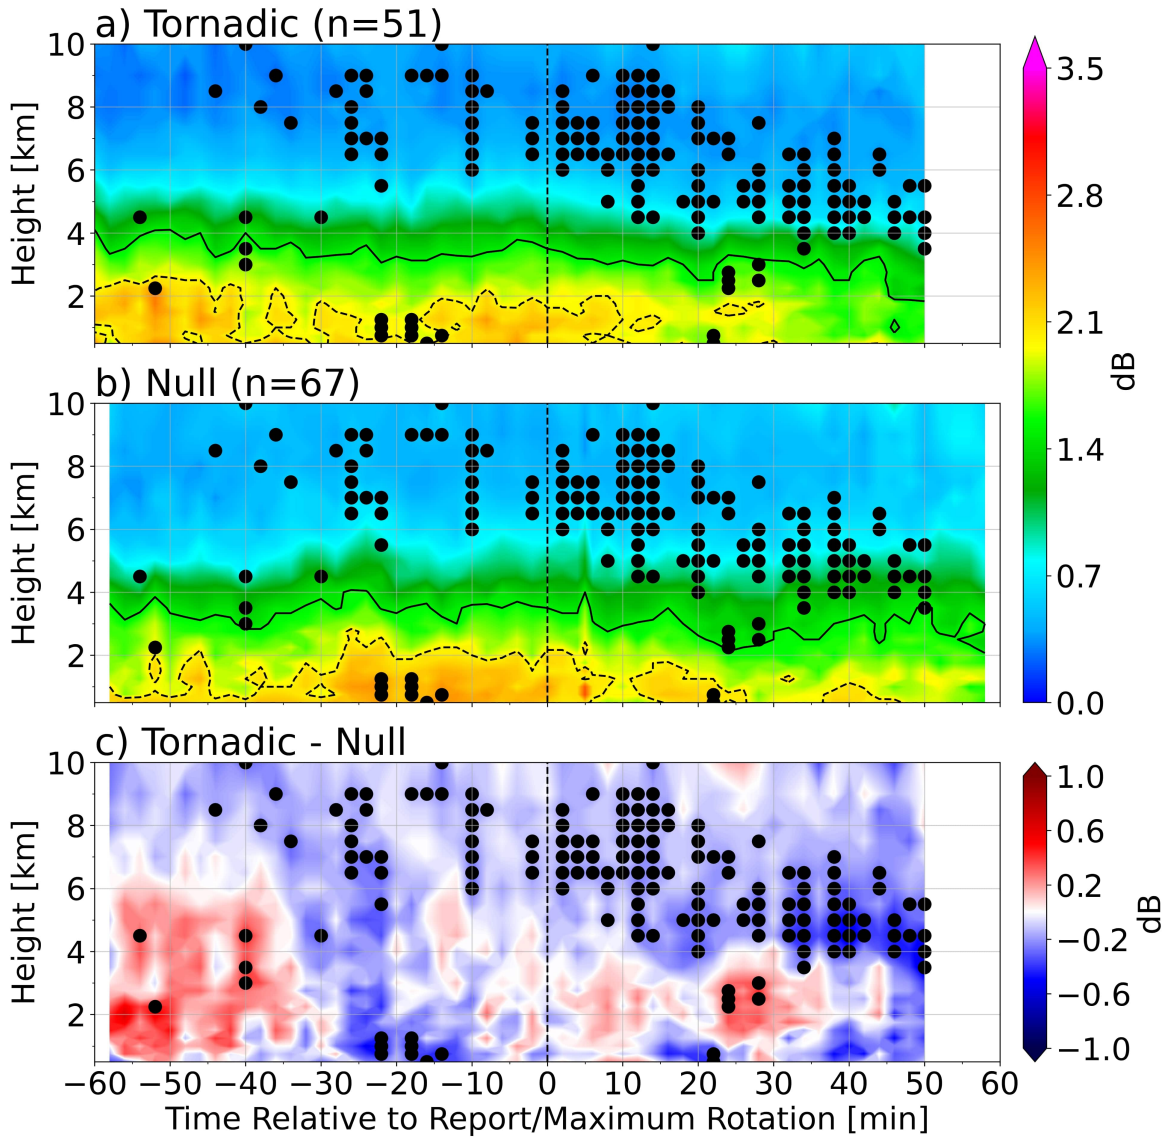 a) Tornadic (n=51)
10
8
6
4
2
Height [km]
b) Null (n=67)
10
8
6
4
2
Height [km]
3.5
2.8
2.1
1.4
0.7
0.0
dB
c) Tornadic - Null
10
8
6
4
2
Height [km]
1.0
0.6
0.2
−0.2
−0.6
−1.0
dB
−60 −50 −40 −30 −20 −10 0 10 20 30 40 50 60
Time Relative to Report/Maximum Rotation [min]